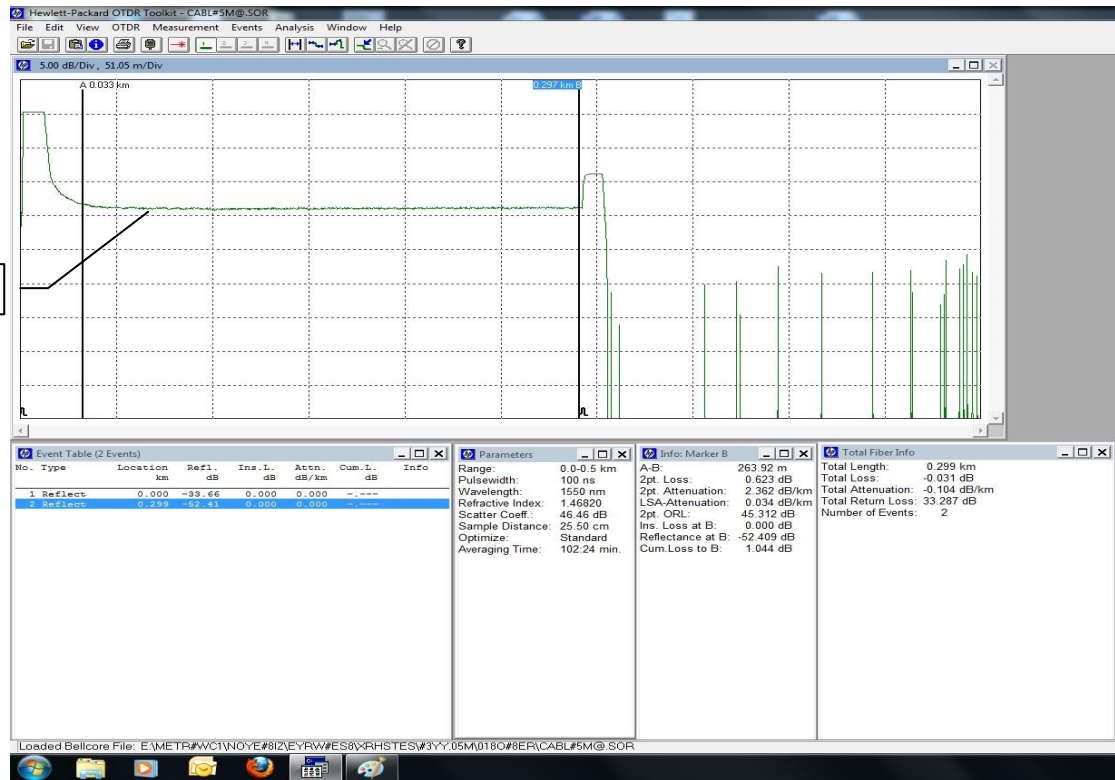 Hewlett-Packard OTDR Toolkit - CABL#5M@.SOR
File Edit View OTDR Measurement Events Analysis Window Help
5.00 dB/Div , 51.05 m/Div
A 0.033 km
0.297 km B
Event Table (2 Events)
No. Type Location Refl. Ins.L. Attn. Cum.L. Info
km dB dB dB/km dB
1 Reflect 0.000 -33.66 0.000 0.000 -.---
2 Reflect 0.299 -52.41 0.000 0.000 -.---
Parameters
Range: 0.0-0.5 km
Pulsewidth: 100 ns
Wavelength: 1550 nm
Refractive Index: 1.46820
Scatter Coeff.: 46.46 dB
Sample Distance: 25.50 cm
Optimize: Standard
Averaging Time: 102:24 min.
Info: Marker B
A-B: 263.92 m
2pt. Loss: 0.623 dB
2pt. Attenuation: 2.362 dB/km
LSA-Attenuation: 0.034 dB/km
2pt. ORL: 45.312 dB
Ins. Loss at B: 0.000 dB
Reflectance at B: -52.409 dB
Cum.Loss to B: 1.044 dB
Total Fiber Info
Total Length: 0.299 km
Total Loss: -0.031 dB
Total Attenuation: -0.104 dB/km
Total Return Loss: 33.287 dB
Number of Events: 2
Loaded Bellcore File: E:\METR#WC1\NOYE#8IZ\EYRW#ES8\XRHSTES\#3YY.05M\018O#8ER\CABL#5M@.SOR